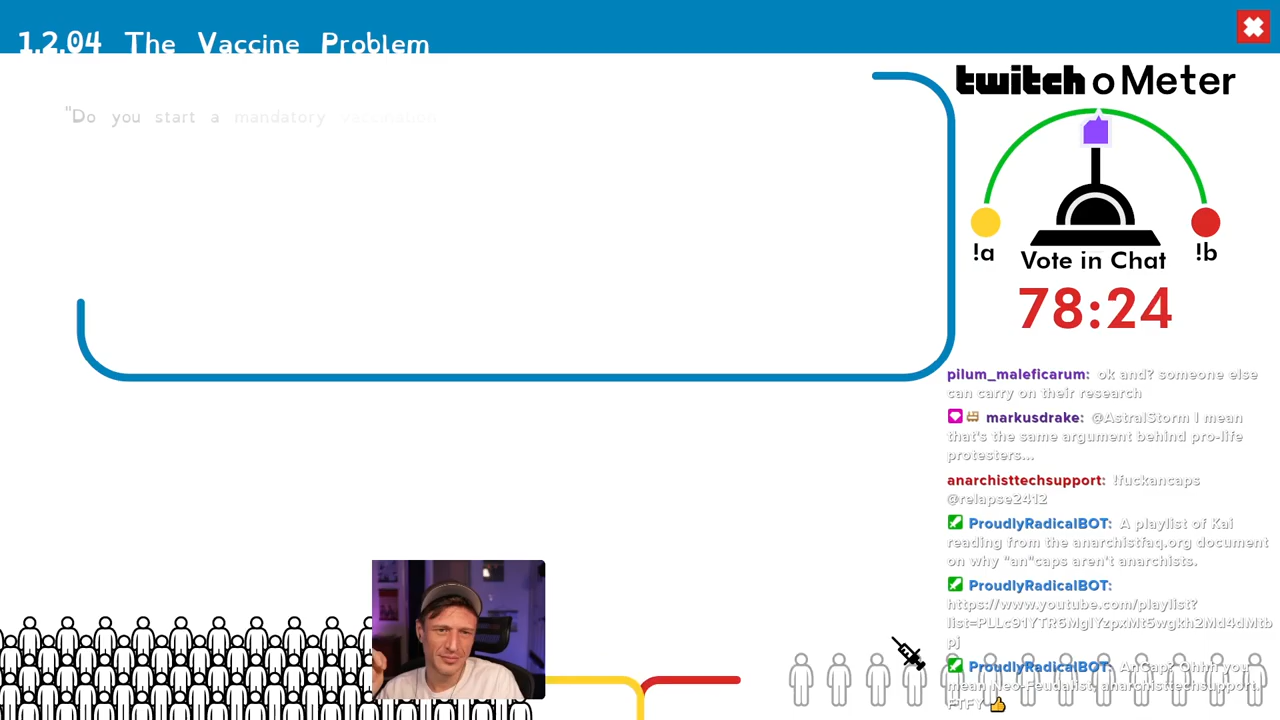 1.2.04 The Vaccine Problem
"Do you start a mandatory vaccination
twitch o Meter
!a
!b
Vote in Chat
78:24
pilum_maleficarum: ok and? someone else
can carry on their research
markusdrake: @AstralStorm I mean
that's the same argument behind pro-life
protesters...
anarchisttechsupport: !fuckancaps
@relapse2412
ProudlyRadicalBOT: A playlist of Kai
reading from the anarchistfaq.org document
on why "an"caps aren't anarchists.
ProudlyRadicalBOT:
https://www.youtube.com/playlist?
pj
ProudlyRadicalBOT: AnCap? Ohhh you
mean Neo-Feudalist, anarchisttechsupport.
FTFY 👍